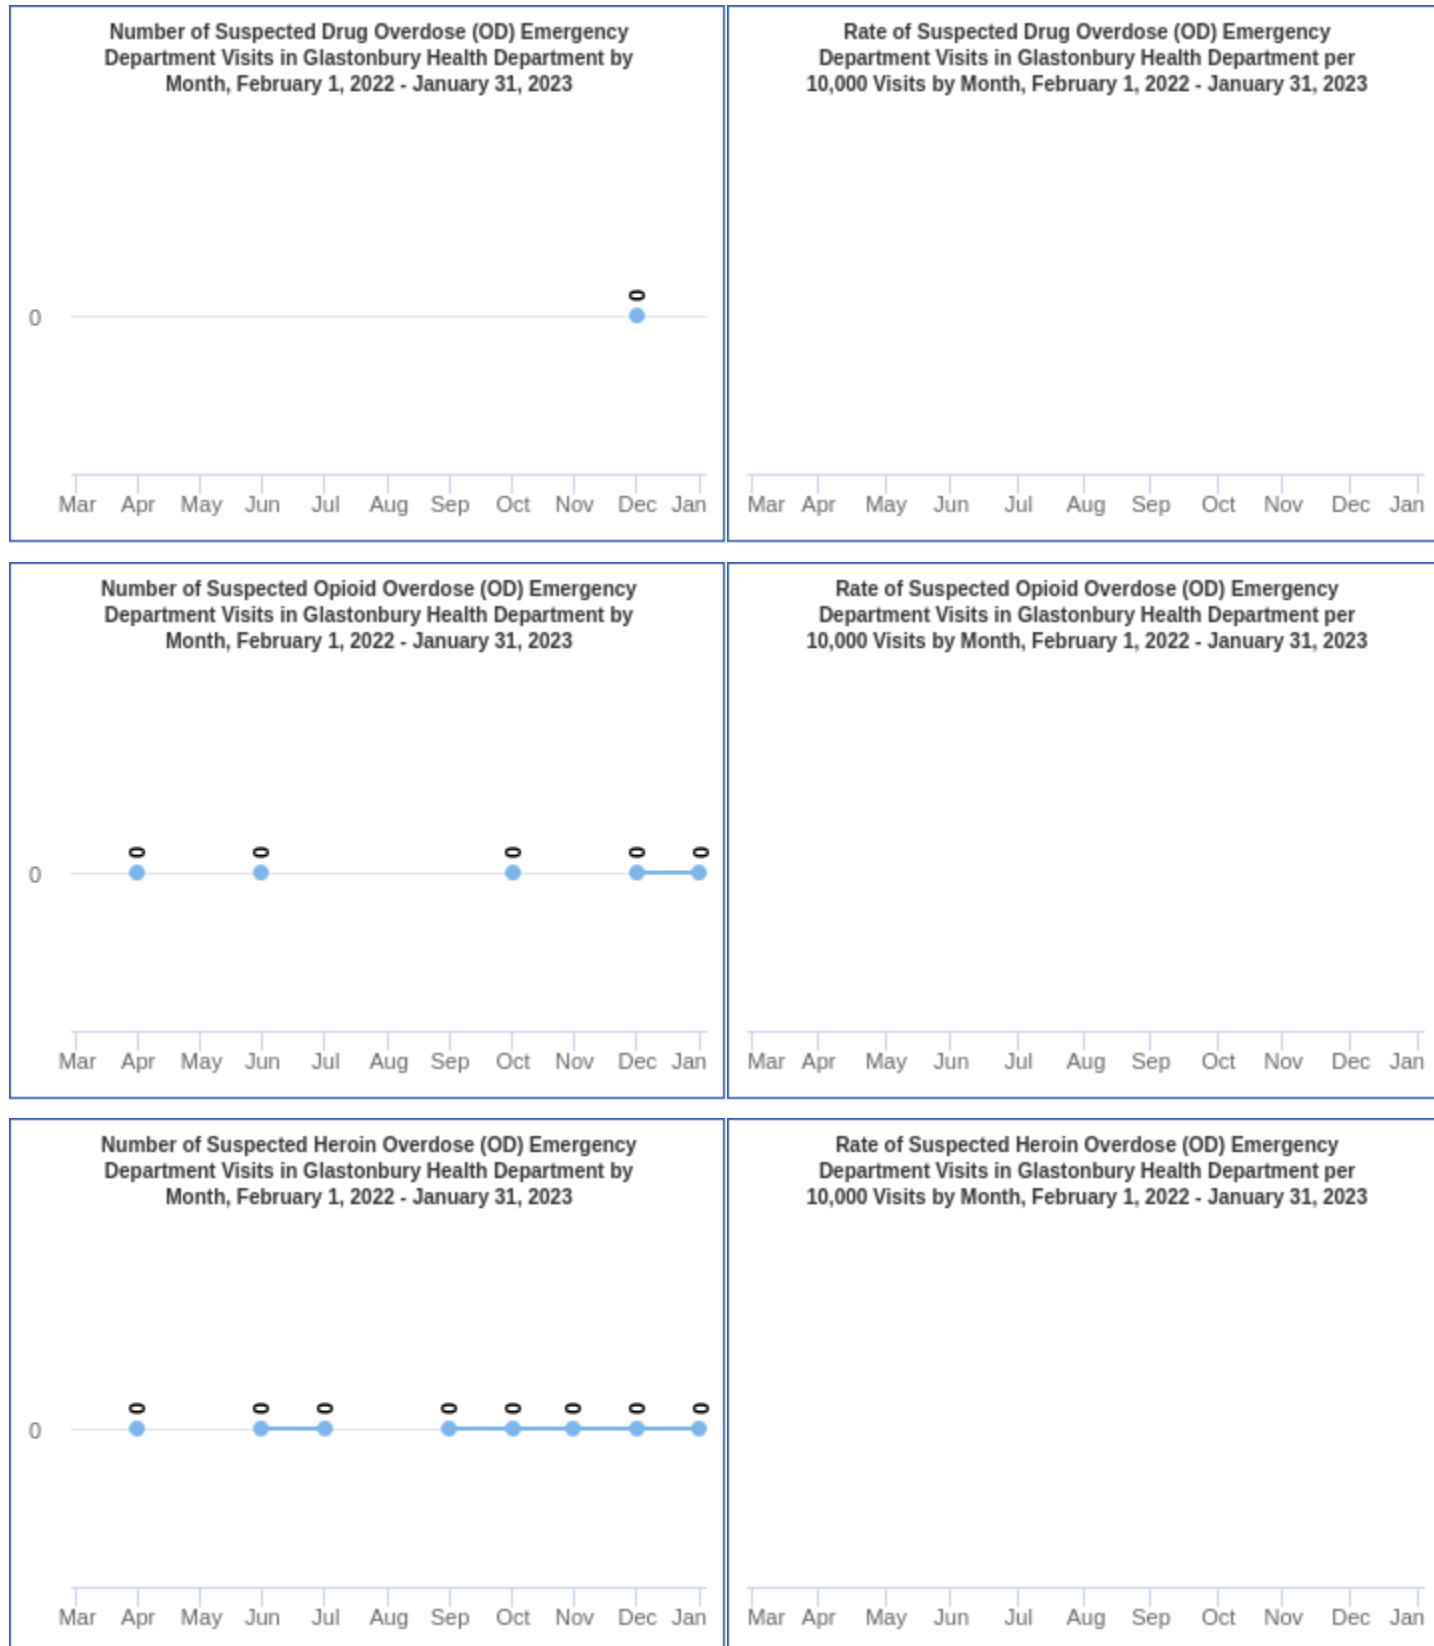 Number of Suspected Drug Overdose (OD) Emergency
Department Visits in Glastonbury Health Department by
Month, February 1, 2022 - January 31, 2023
0
0
Mar Apr May Jun Jul Aug Sep Oct Nov Dec Jan
Rate of Suspected Drug Overdose (OD) Emergency
Department Visits in Glastonbury Health Department per
10,000 Visits by Month, February 1, 2022 - January 31, 2023
Mar Apr May Jun Jul Aug Sep Oct Nov Dec Jan
Number of Suspected Opioid Overdose (OD) Emergency
Department Visits in Glastonbury Health Department by
Month, February 1, 2022 - January 31, 2023
0 0 0 0 0
0
Mar Apr May Jun Jul Aug Sep Oct Nov Dec Jan
Rate of Suspected Opioid Overdose (OD) Emergency
Department Visits in Glastonbury Health Department per
10,000 Visits by Month, February 1, 2022 - January 31, 2023
Mar Apr May Jun Jul Aug Sep Oct Nov Dec Jan
Number of Suspected Heroin Overdose (OD) Emergency
Department Visits in Glastonbury Health Department by
Month, February 1, 2022 - January 31, 2023
0 0 0 0 0 0 0 0
0
Mar Apr May Jun Jul Aug Sep Oct Nov Dec Jan
Rate of Suspected Heroin Overdose (OD) Emergency
Department Visits in Glastonbury Health Department per
10,000 Visits by Month, February 1, 2022 - January 31, 2023
Mar Apr May Jun Jul Aug Sep Oct Nov Dec Jan